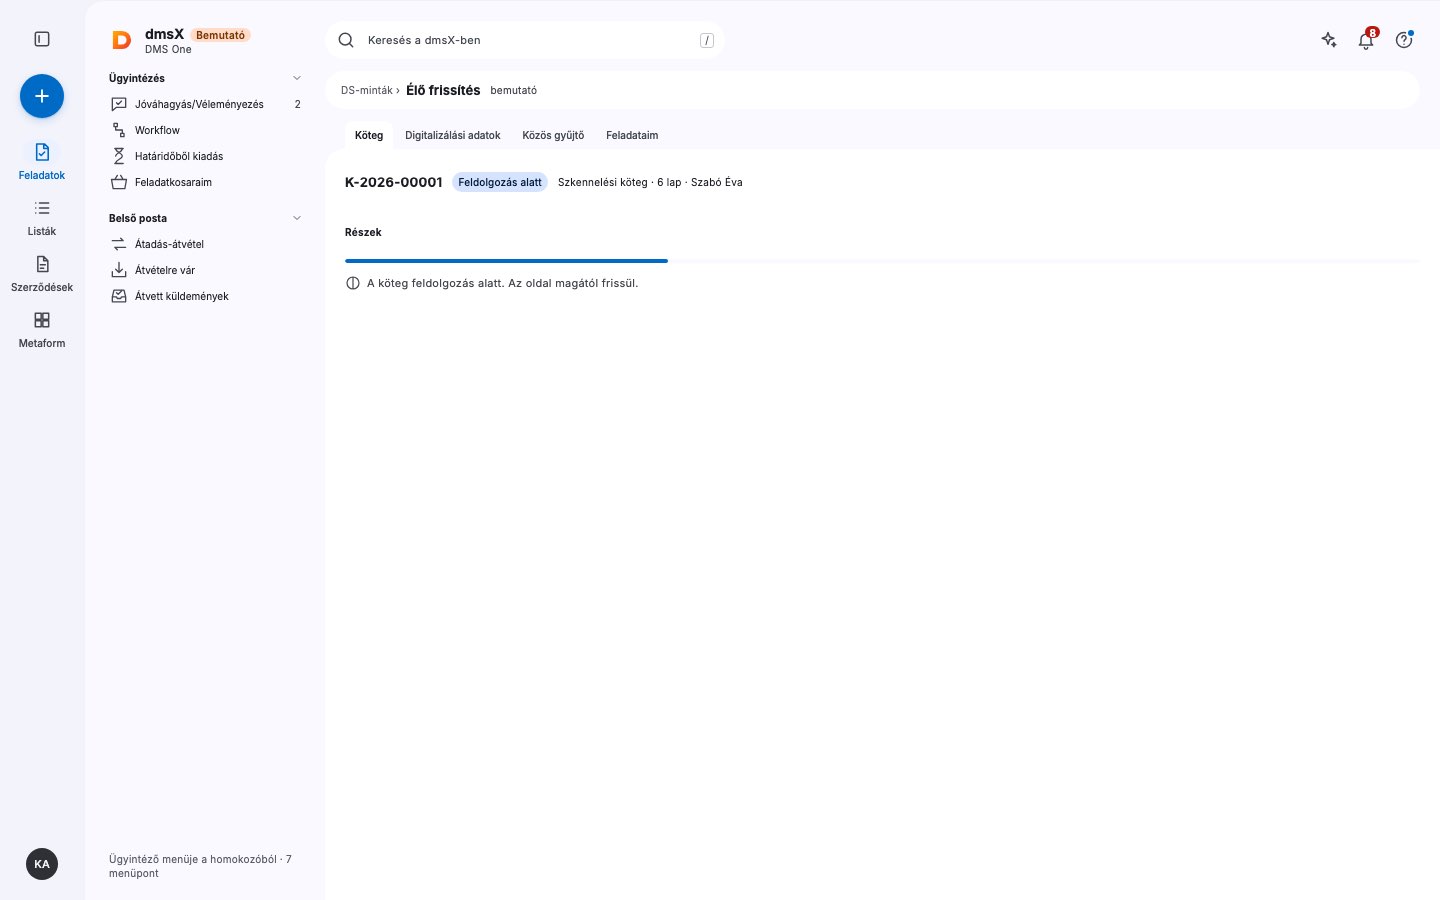 dmsX Bemutató
DMS One
Keresés a dmsX-ben /
8
Feladatok
Listák
Szerződések
Metaform
KA
Ügyintézés
Jóváhagyás/Véleményezés 2
Workflow
Határidőből kiadás
Feladatkosaraim
Belső posta
Átadás-átvétel
Átvételre vár
Átvett küldemények
Ügyintéző menüje a homokozóból · 7
menüpont
DS-minták › Élő frissítés bemutató
Köteg Digitalizálási adatok Közös gyűjtő Feladataim
K-2026-00001 Feldolgozás alatt Szkennelési köteg · 6 lap · Szabó Éva
Részek
A köteg feldolgozás alatt. Az oldal magától frissül.